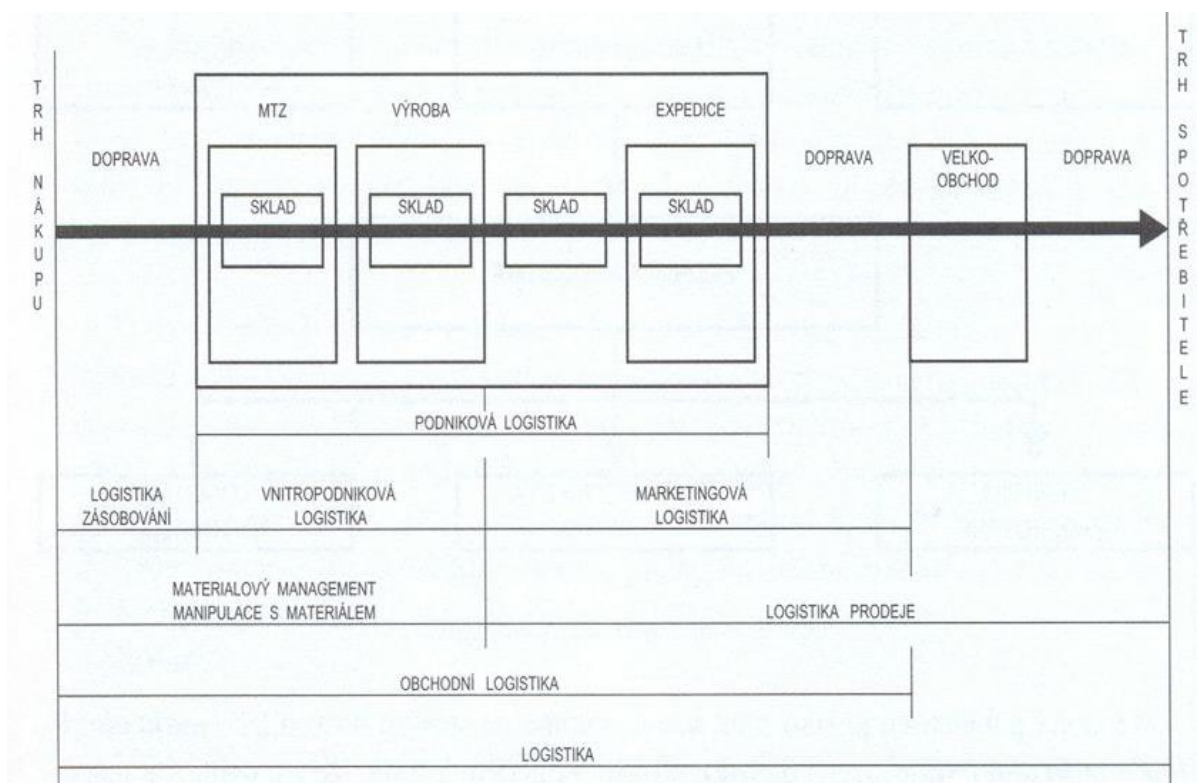 TRH NÁKUPU
TRH SPOTŘEBITELE
MTZ
VÝROBA
EXPEDICE
DOPRAVA
DOPRAVA
VELKO-
OBCHOD
DOPRAVA
SKLAD
SKLAD
SKLAD
SKLAD
PODNIKOVÁ LOGISTIKA
LOGISTIKA
ZÁSOBOVÁNÍ
VNITROPODNIKOVÁ
LOGISTIKA
MARKETINGOVÁ
LOGISTIKA
MATERIALOVÝ MANAGEMENT
MANIPULACE S MATERIÁLEM
LOGISTIKA PRODEJE
OBCHODNÍ LOGISTIKA
LOGISTIKA